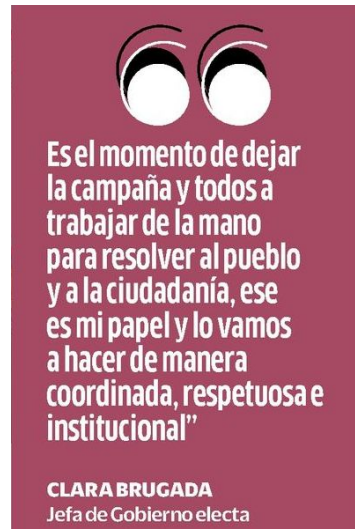 Es el momento de dejar
la campaña y todos a
trabajar de la mano
para resolver al pueblo
y a la ciudadanía, ese
es mi papel y lo vamos
a hacer de manera
coordinada, respetuosa e
institucional”
CLARA BRUGADA
Jefa de Gobierno electa